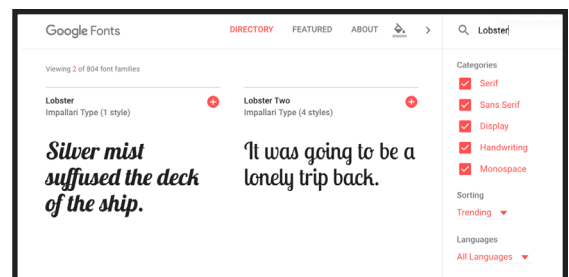 Google Fonts
DIRECTORY FEATURED ABOUT
Lobster
Viewing 2 of 804 font families
Lobster
Impallari Type (1 style)
Silver mist
suffused the deck
of the ship.
Lobster Two
Impallari Type (4 styles)
It was going to be a
lonely trip back.
Categories
Serif
Sans Serif
Display
Handwriting
Monospace
Sorting
Trending
Languages
All Languages